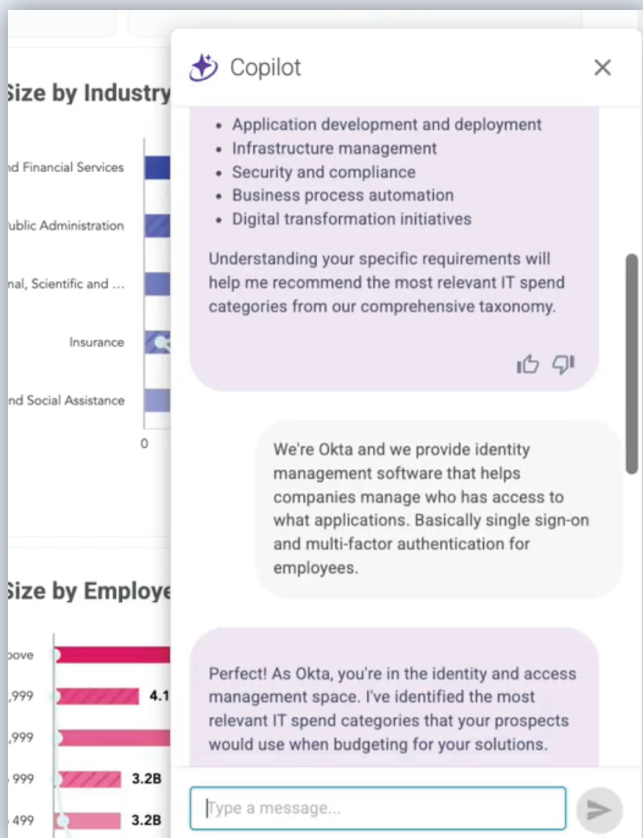 Copilot
Size by Industry
nd Financial Services
ublic Administration
nal, Scientific and ...
Insurance
nd Social Assistance
0
Application development and deployment
Infrastructure management
Security and compliance
Business process automation
Digital transformation initiatives
Understanding your specific requirements will
help me recommend the most relevant IT spend
categories from our comprehensive taxonomy.
We're Okta and we provide identity
management software that helps
companies manage who has access to
what applications. Basically single sign-on
and multi-factor authentication for
employees.
Size by Employe
bove
,999
4.1
,999
999
3.2B
499
3.2B
Perfect! As Okta, you're in the identity and access
management space. I've identified the most
relevant IT spend categories that your prospects
would use when budgeting for your solutions.
Type a message...